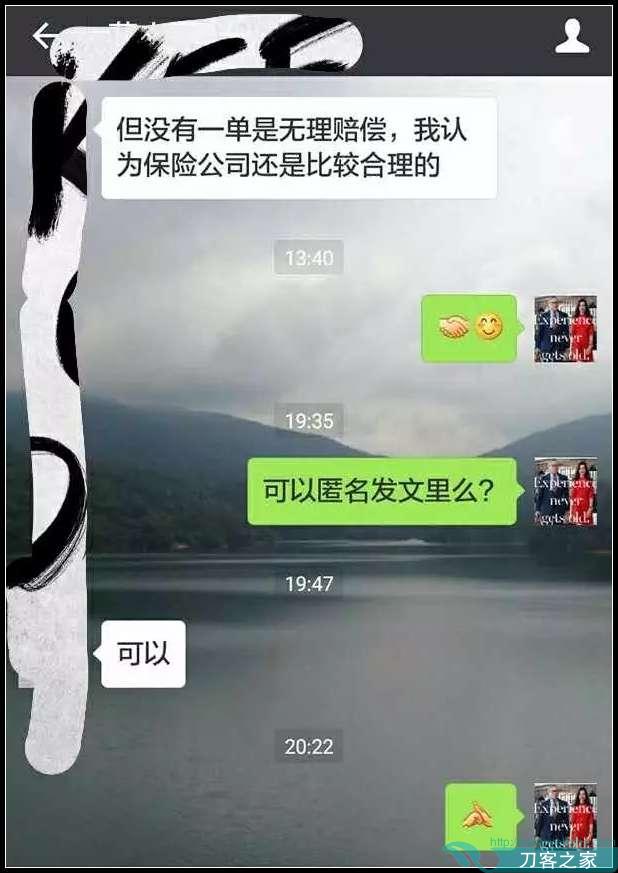 但没有一单是无理赔偿，我认
为保险公司还是比较合理的
13:40
Experience
never
gets old.
19:35
可以匿名发文里么？
Experience
never
gets old.
19:47
可以
20:22
Experience
never
gets old.
http:
刀客之家